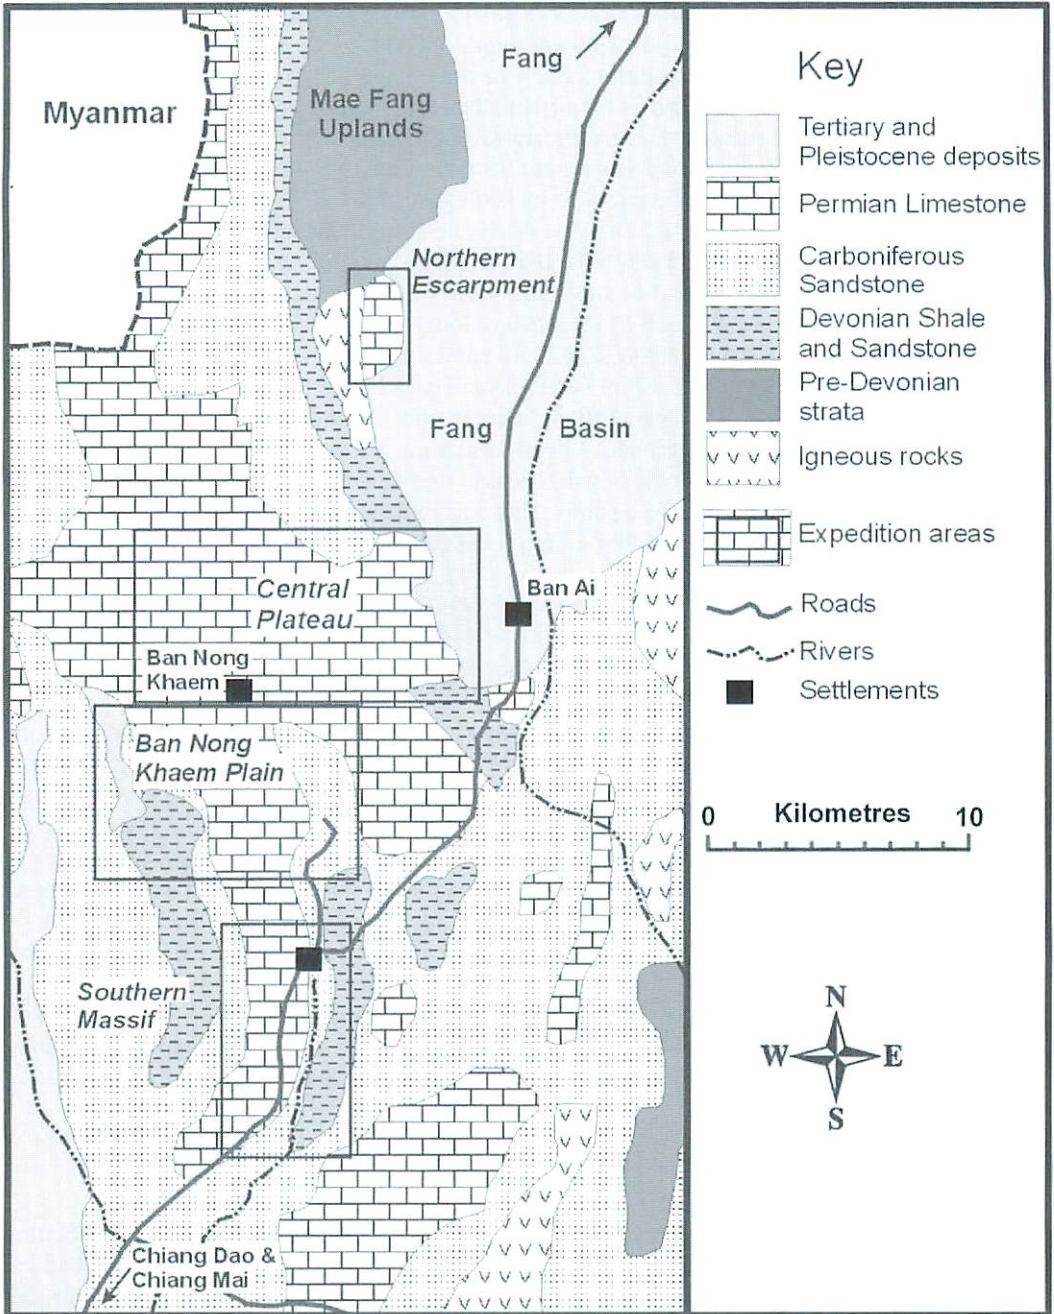 Fang
Myanmar
Mae Fang
Uplands
Northern
Escarpment
Fang Basin
Central
Plateau
Ban Ai
Ban Nong
Khaem
Ban Nong
Khaem Plain
Southern
Massif
Chiang Dao &
Chiang Mai
Key
Tertiary and
Pleistocene deposits
Permian Limestone
Carboniferous
Sandstone
Devonian Shale
and Sandstone
Pre-Devonian
strata
Igneous rocks
Expedition areas
Roads
Rivers
Settlements
0 Kilometres 10
N
W E
S